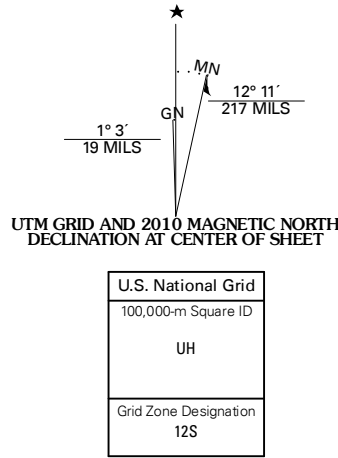 ★
MN
GN
12° 11´
217 MILS
1° 3´
19 MILS
UTM GRID AND 2010 MAGNETIC NORTH
DECLINATION AT CENTER OF SHEET
U.S. National Grid
100,000-m Square ID
UH
Grid Zone Designation
12S